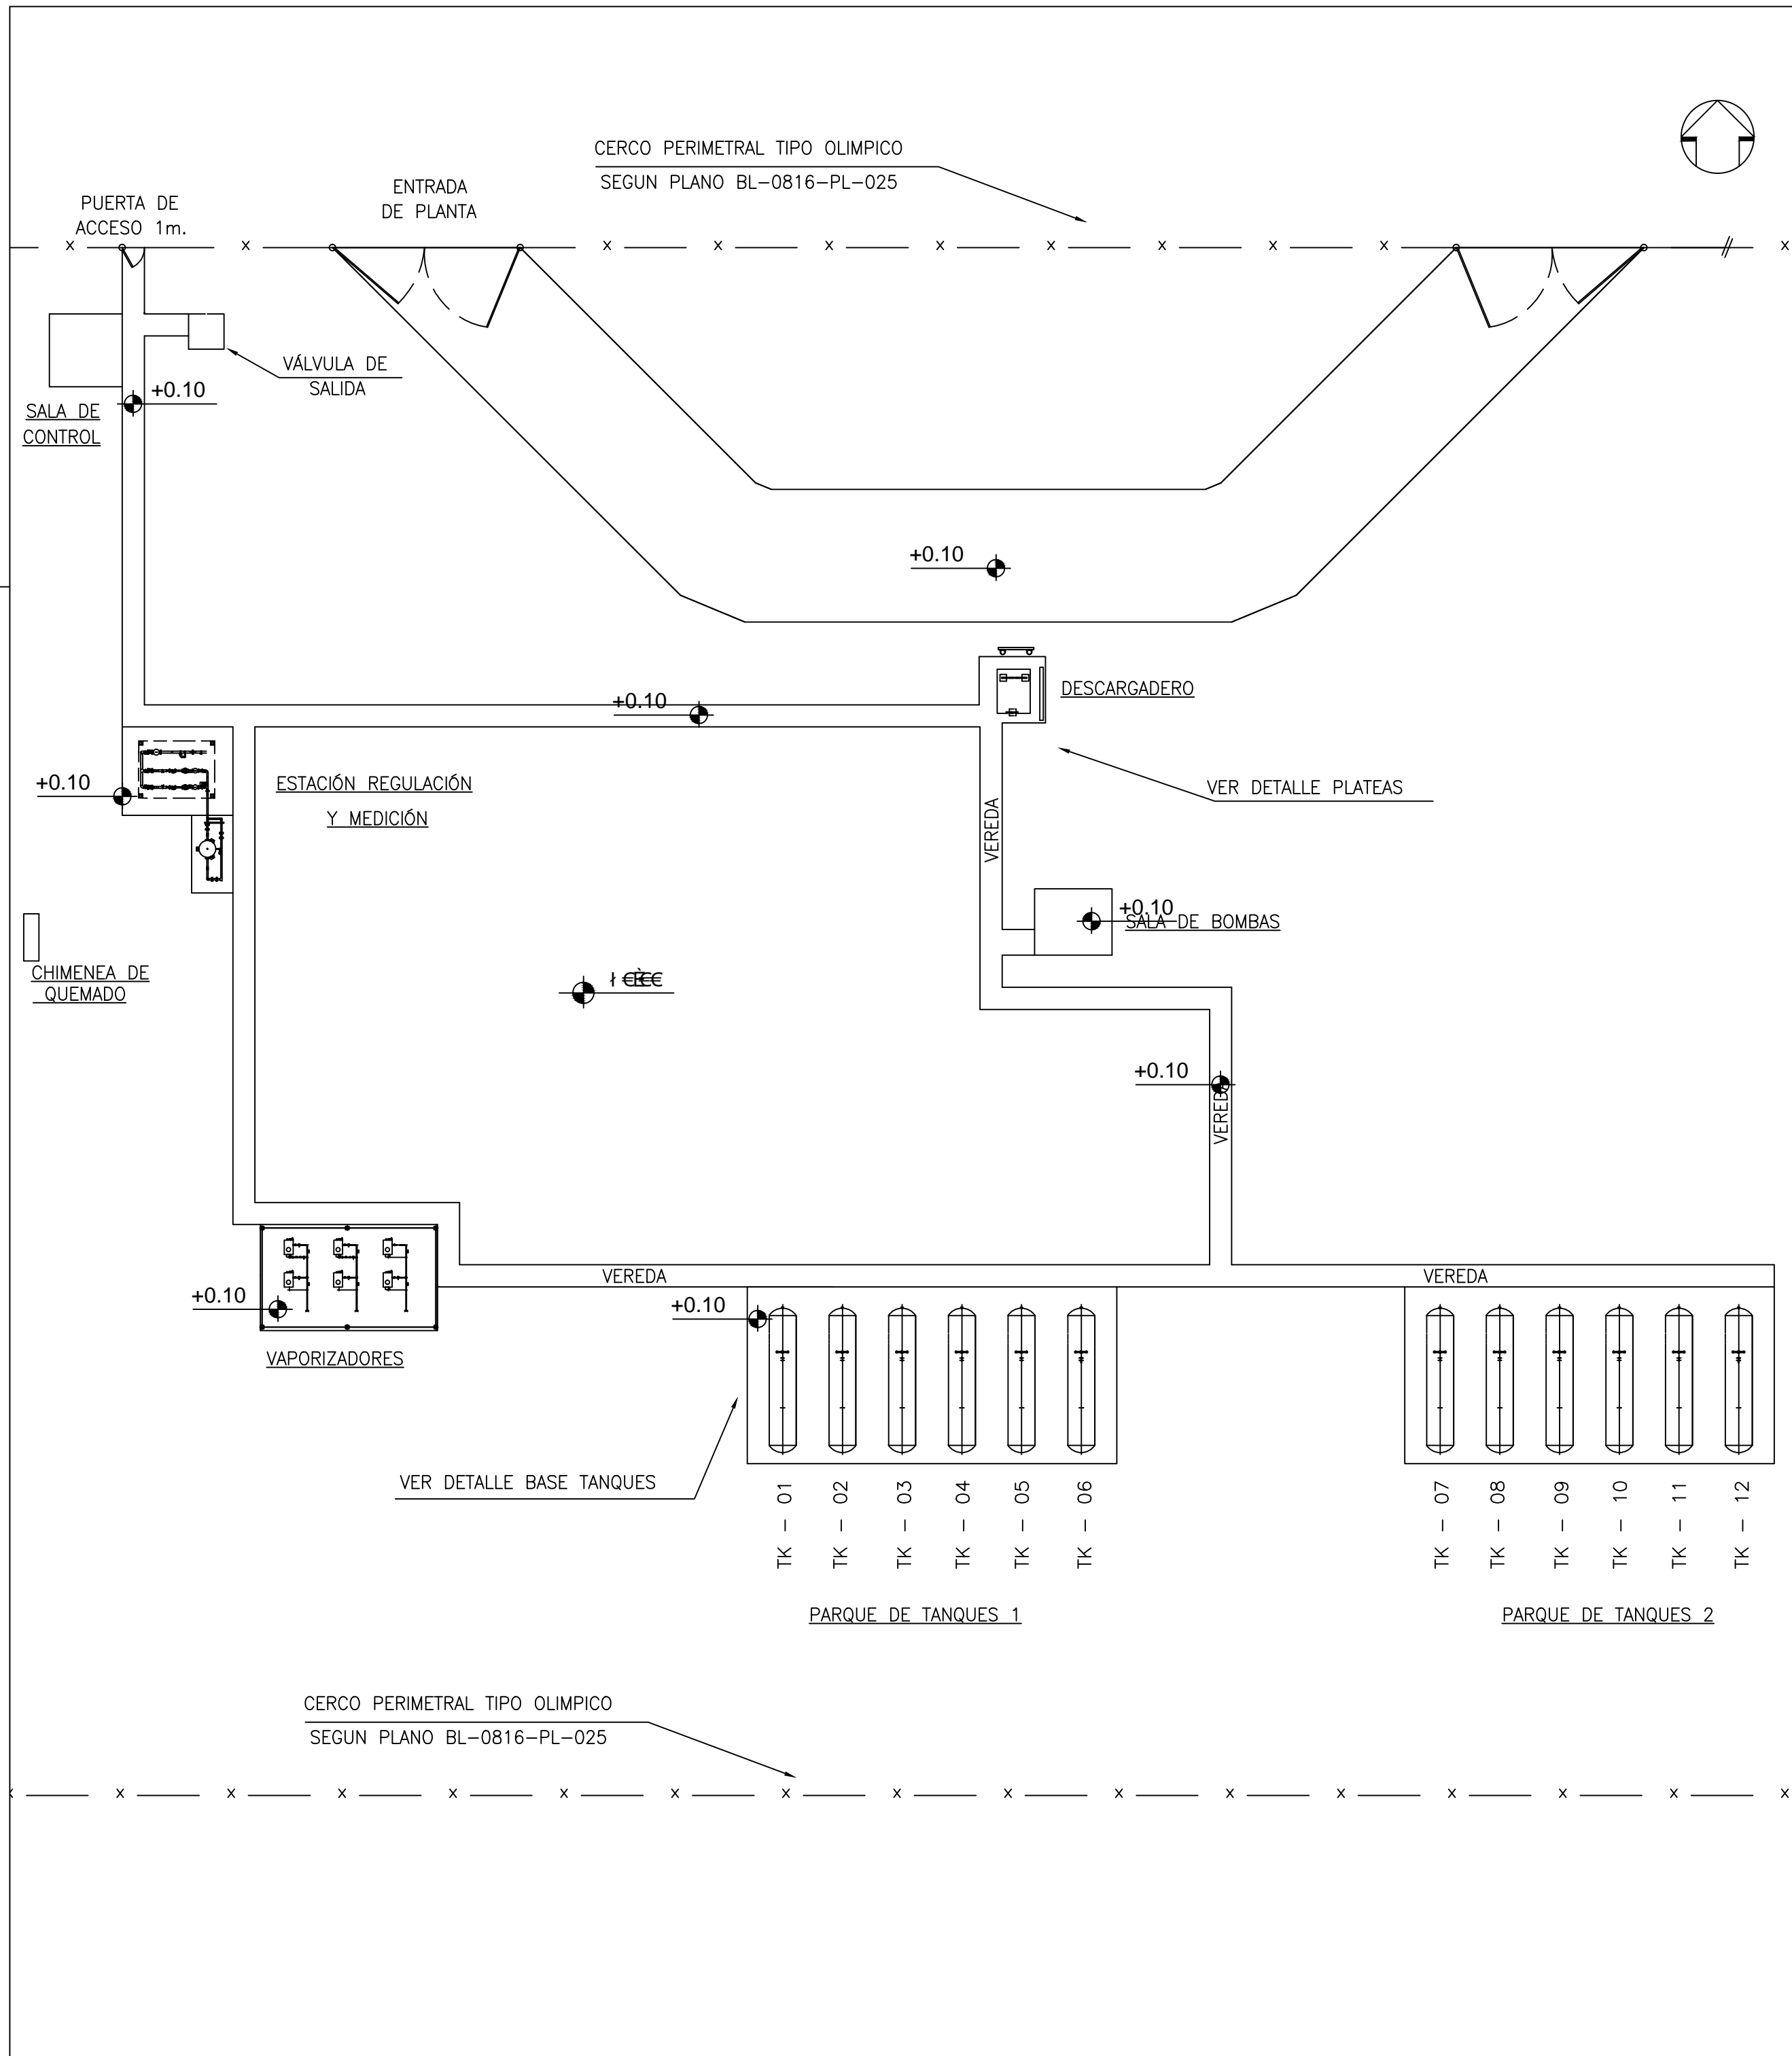 CERCO PERIMETRAL TIPO OLIMPICO
SEGUN PLANO BL-0816-PL-025
PUERTA DE
ACCESO 1m.
ENTRADA
DE PLANTA
VÁLVULA DE
SALIDA
+0.10
SALA DE
CONTROL
+0.10
+0.10
DESCARGADERO
+0.10
ESTACIÓN REGULACIÓN
Y MEDICIÓN
VER DETALLE PLATEAS
VEREDA
+0.10
SALA DE BOMBAS
CHIMENEA DE
QUEMADO
+0.10
VEREDA
VEREDA
VEREDA
+0.10
+0.10
VAPORIZADORES
VER DETALLE BASE TANQUES
TK - 01
TK - 02
TK - 03
TK - 04
TK - 05
TK - 06
TK - 07
TK - 08
TK - 09
TK - 10
TK - 11
TK - 12
PARQUE DE TANQUES 1
PARQUE DE TANQUES 2
CERCO PERIMETRAL TIPO OLIMPICO
SEGUN PLANO BL-0816-PL-025